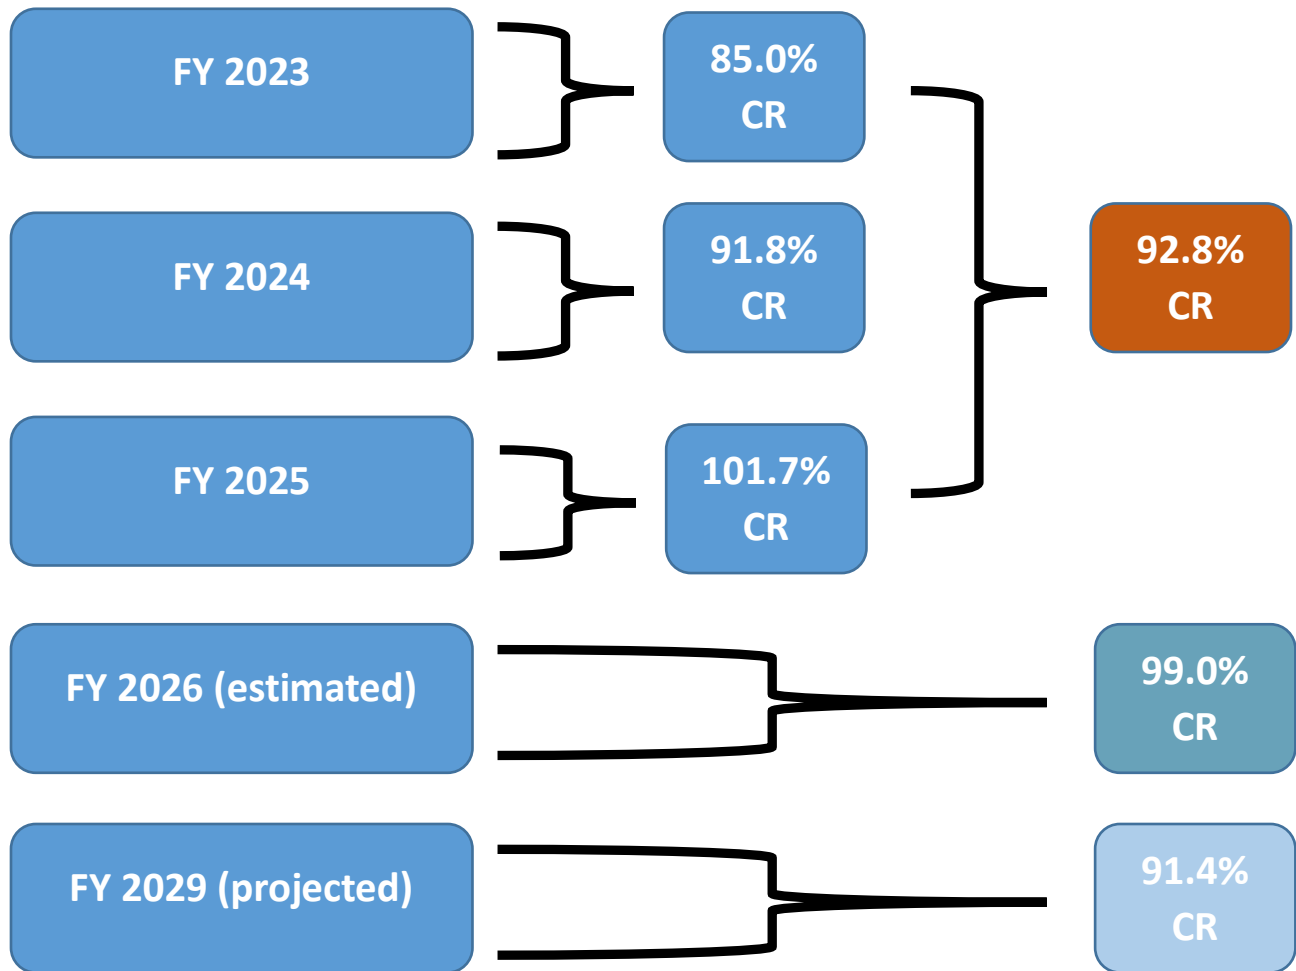 FY 2023
85.0%
CR
FY 2024
91.8%
CR
92.8%
CR
FY 2025
101.7%
CR
FY 2026 (estimated)
99.0%
CR
FY 2029 (projected)
91.4%
CR